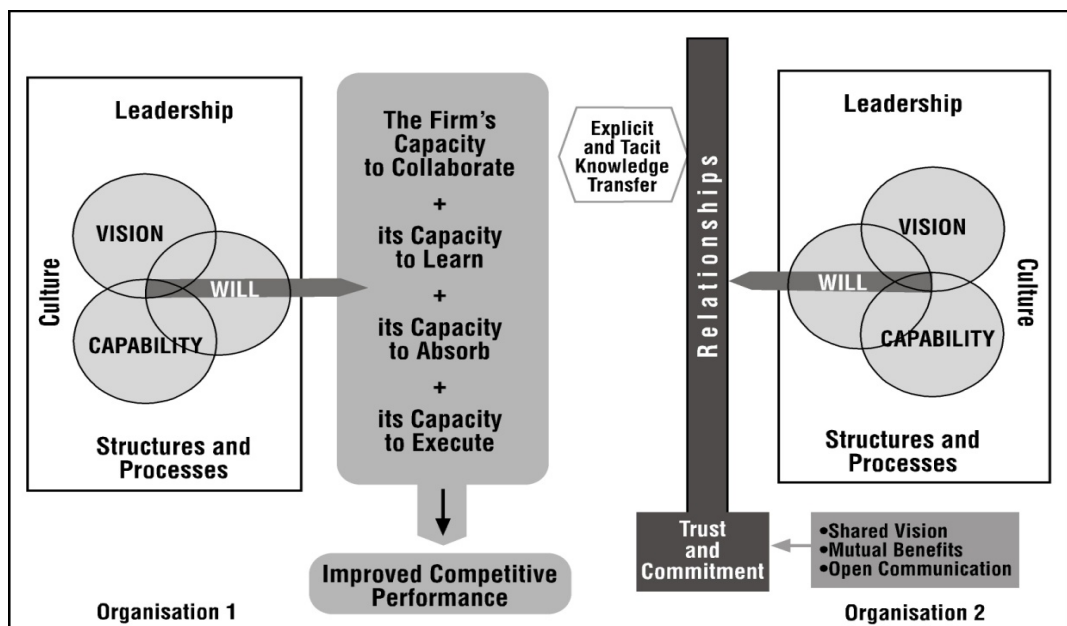 Leadership
Culture
VISION
WILL
CAPABILITY
Structures and
Processes
Organisation 1
The Firm's
Capacity
to Collaborate
+
its Capacity
to Learn
+
its Capacity
to Absorb
+
its Capacity
to Execute
Improved Competitive
Performance
Explicit
and Tacit
Knowledge
Transfer
Relationships
Trust
and
Commitment
•Shared Vision
•Mutual Benefits
•Open Communication
Leadership
VISION
WILL
CAPABILITY
Culture
Structures and
Processes
Organisation 2